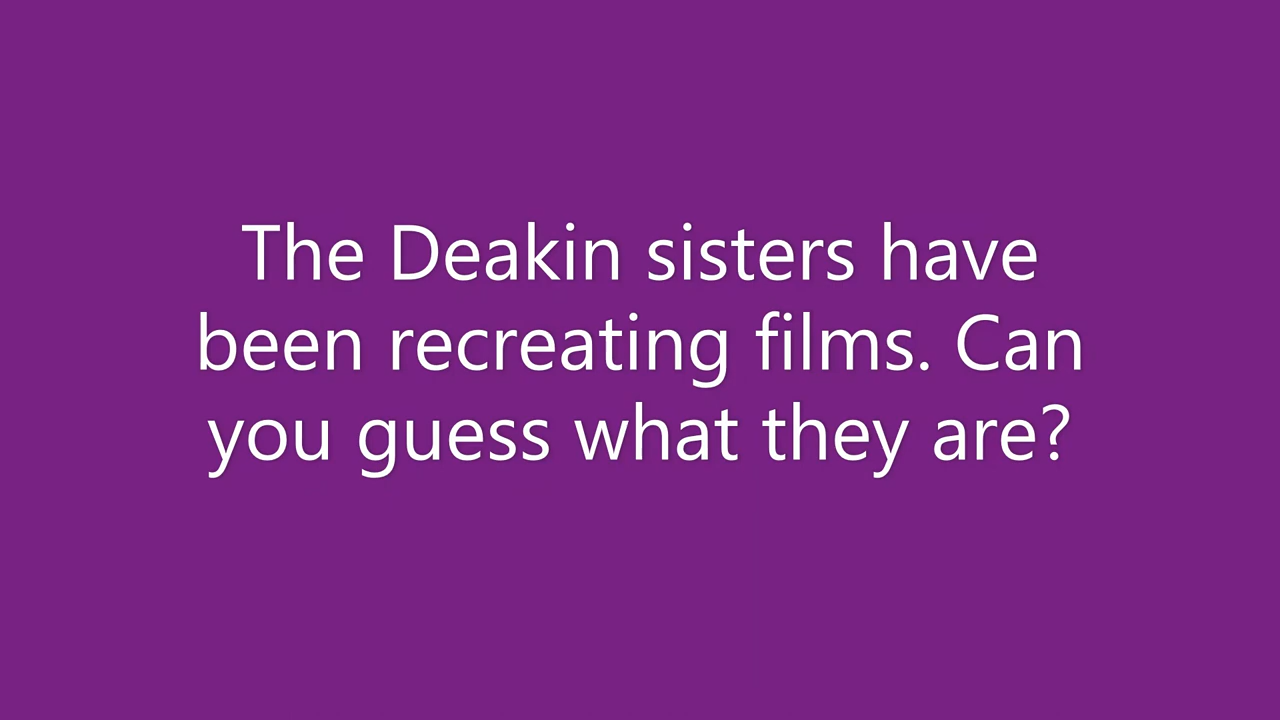 The Deakin sisters have
been recreating films. Can
you guess what they are?